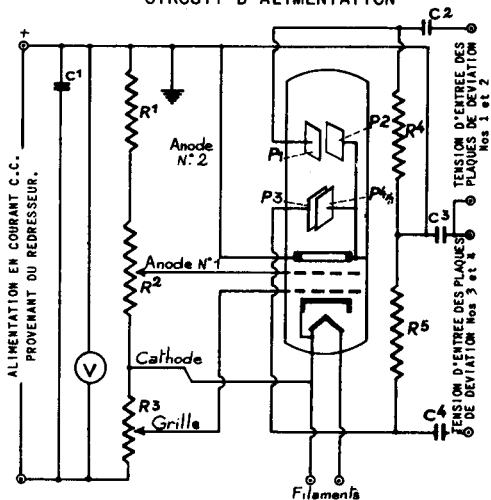 CIRCUIT D'ALIMENTATION
+
C1
R1
Anode
N:2
P1
P2
P3
R4
C2
C3
TENSION D'ENTREE DES
PLAQUES DE DEVIATION
Nos 1 et 2
ALIMENTATION EN COURANT C.C.
PROVENANT DU REDRESSEUR.
Anode N°1
R2
V
Cathode
R3
Grille
R5
C4
TENSION D'ENTREE DES PLAQUES
DE DEVIATION Nos 3 et 4
Filaments